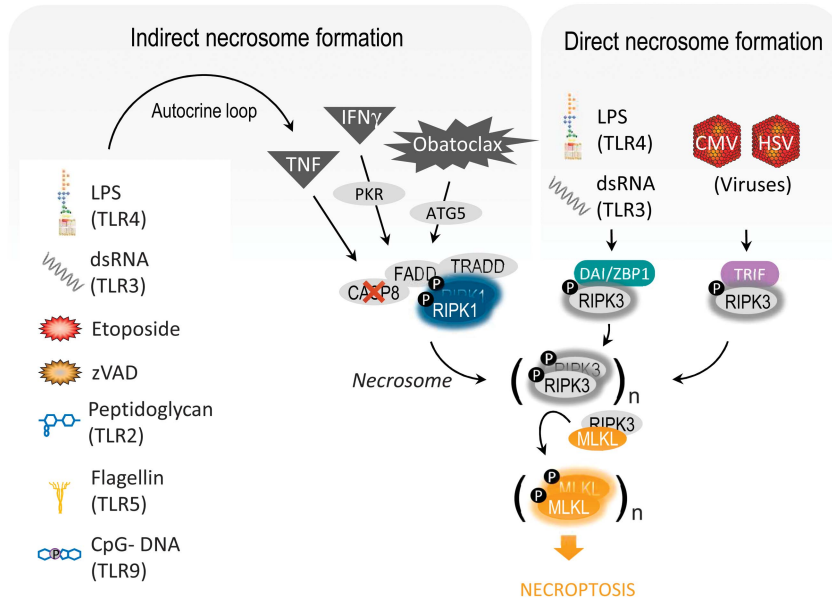 Indirect necrosome formation
Direct necrosome formation
Autocrine loop
TNF
IFNγ
Obatoclax
PKR
ATG5
LPS
(TLR4)
dsRNA
(TLR3)
Etoposide
zVAD
Peptidoglycan
(TLR2)
Flagellin
(TLR5)
P
CpG- DNA
(TLR9)
CASP8
FADD
TRADD
P
RIPK1
P
RIPK1
LPS
(TLR4)
dsRNA
(TLR3)
CMV
HSV
(Viruses)
DAI/ZBP1
P
RIPK3
TRIF
P
RIPK3
Necrosome
(
P
RIPK3
P
RIPK3
)n
RIPK3
MLKL
(
P
MLKL
P
MLKL
)n
NECROPTOSIS